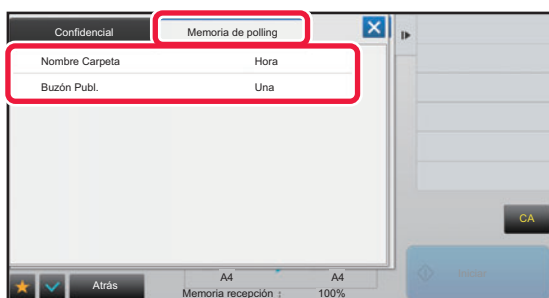 Confidencial Memoria de polling
Nombre Carpeta Hora
Buzón Publ. Una
CA
Atrás
A4 A4
Memoria recepción : 100%